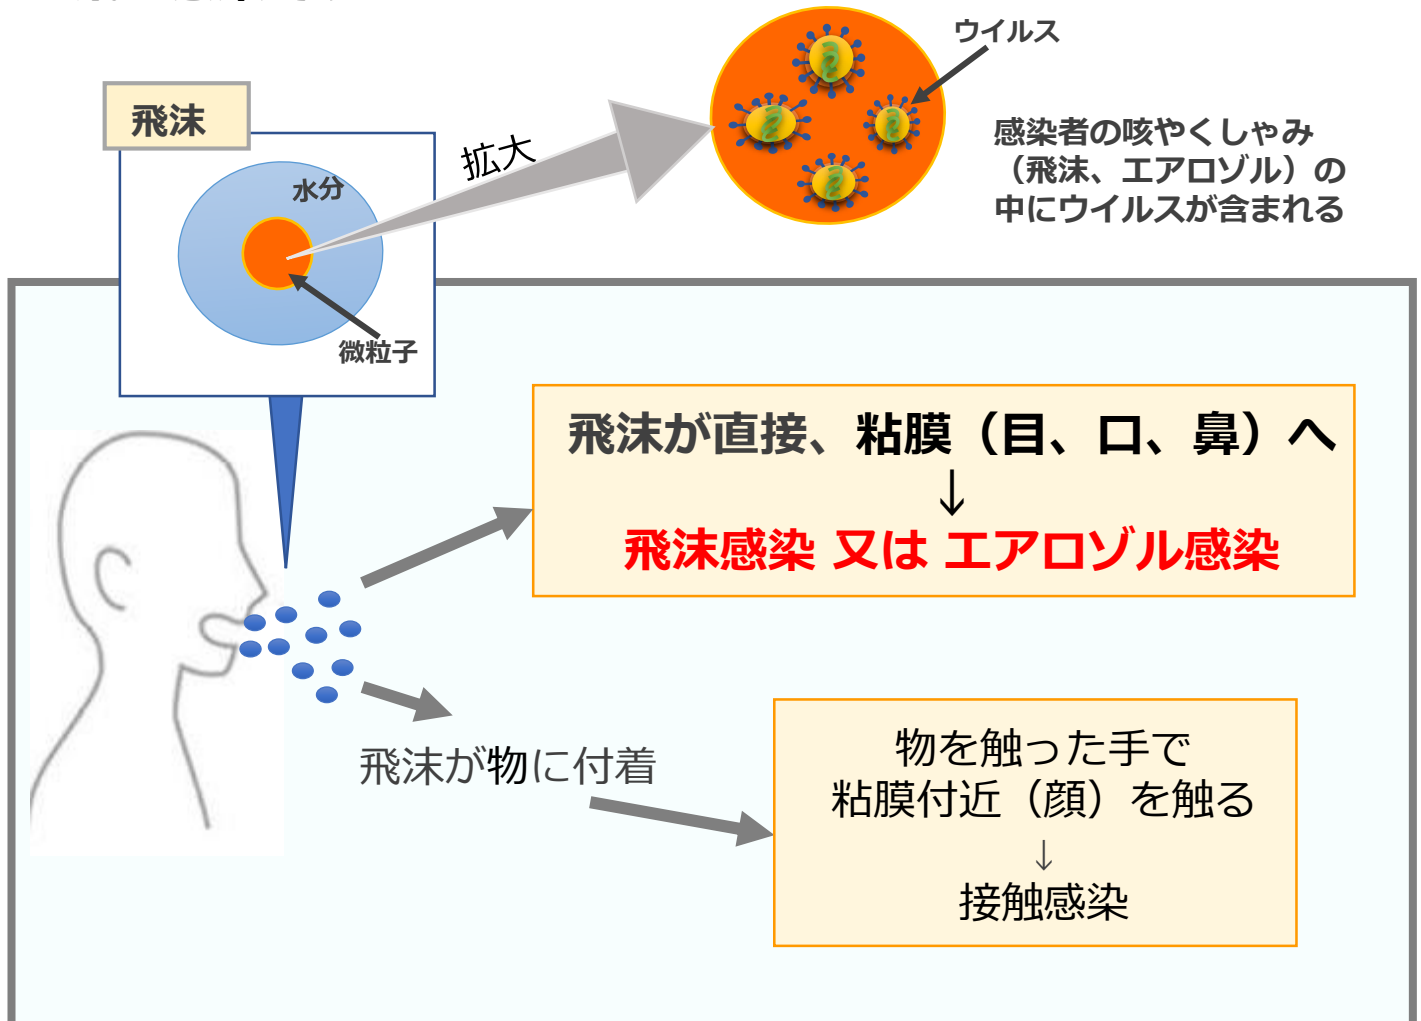 ウイルス
飛沫
拡大
感染者の咳やくしゃみ
(飛沫、エアロゾル)の
中にウイルスが含まれる
水分
微粒子
飛沫が直接、粘膜(目、口、鼻)へ
↓
飛沫感染 又は エアロゾル感染
飛沫が物に付着
物を触った手で
粘膜付近(顔)を触る
↓
接触感染